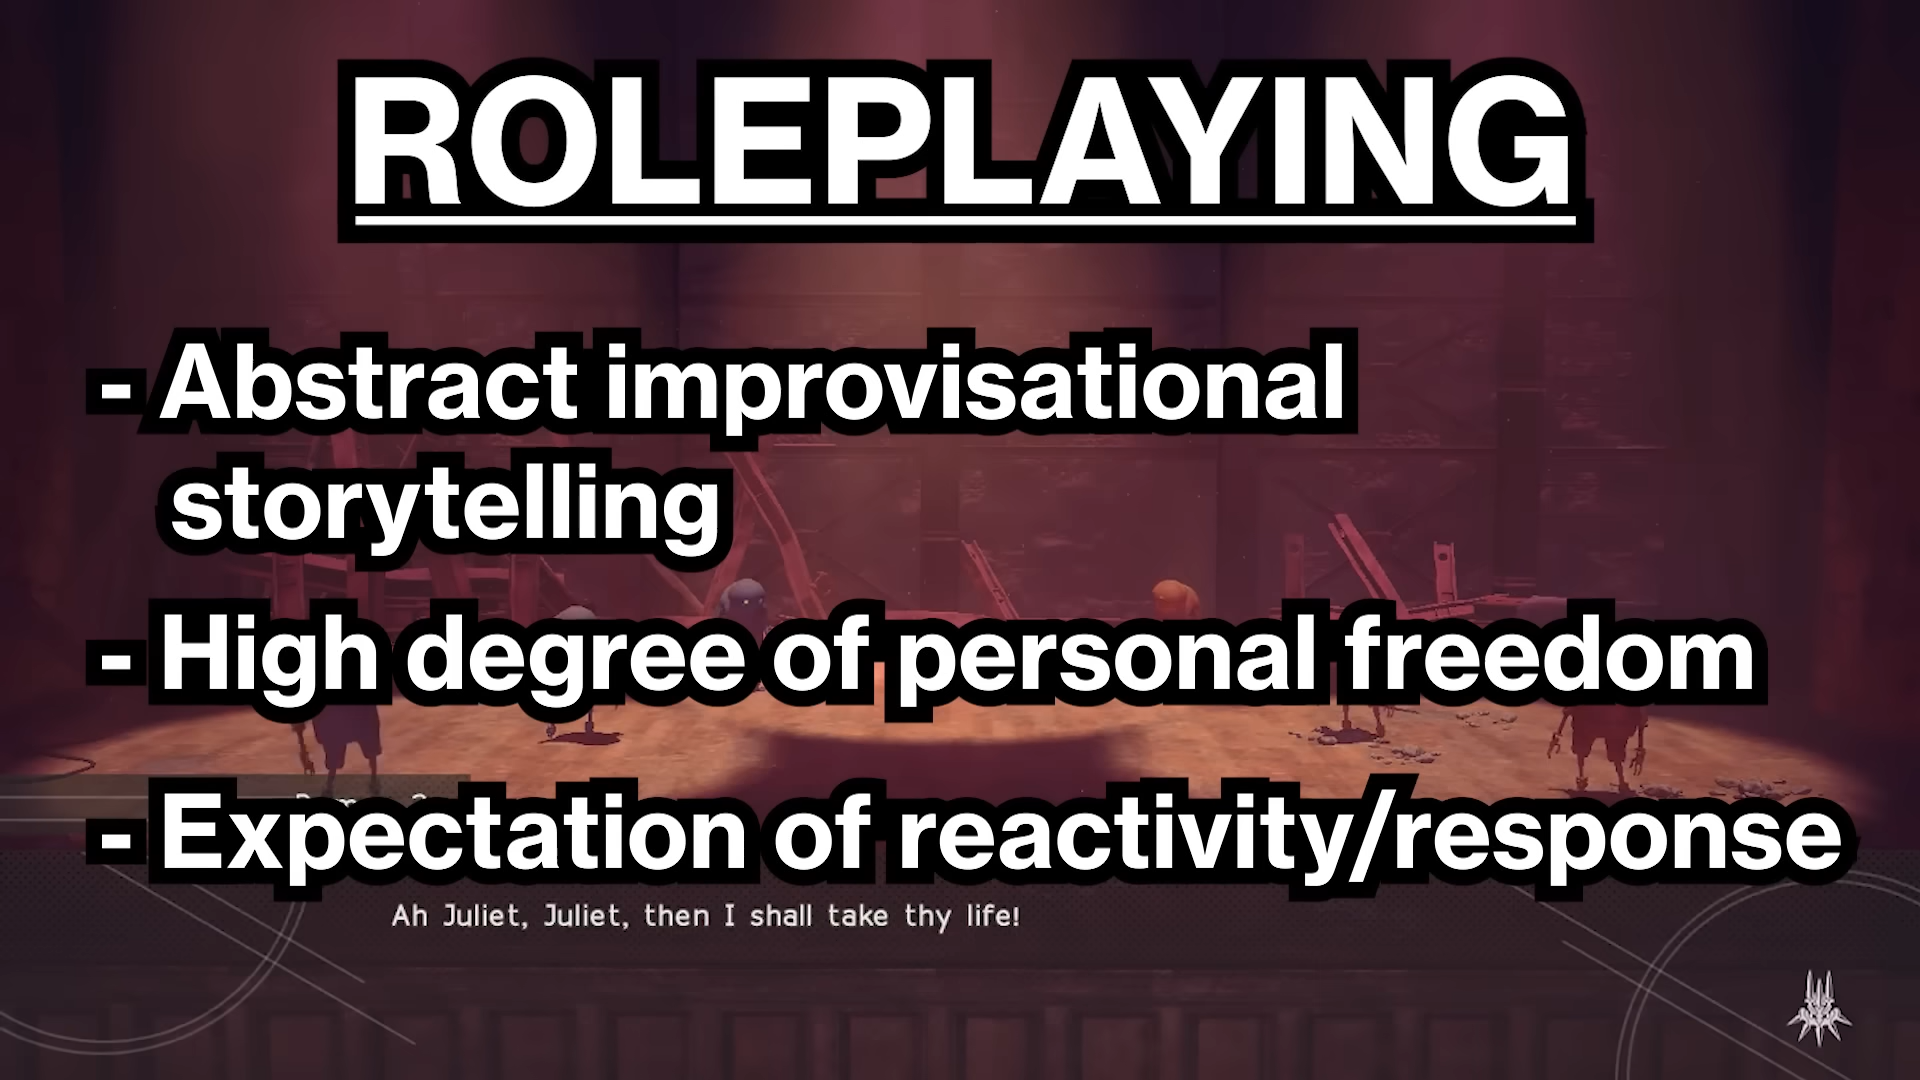 ROLEPLAYING
- Abstract improvisational
storytelling
- High degree of personal freedom
- Expectation of reactivity/response
Ah Juliet, Juliet, then I shall take thy life!